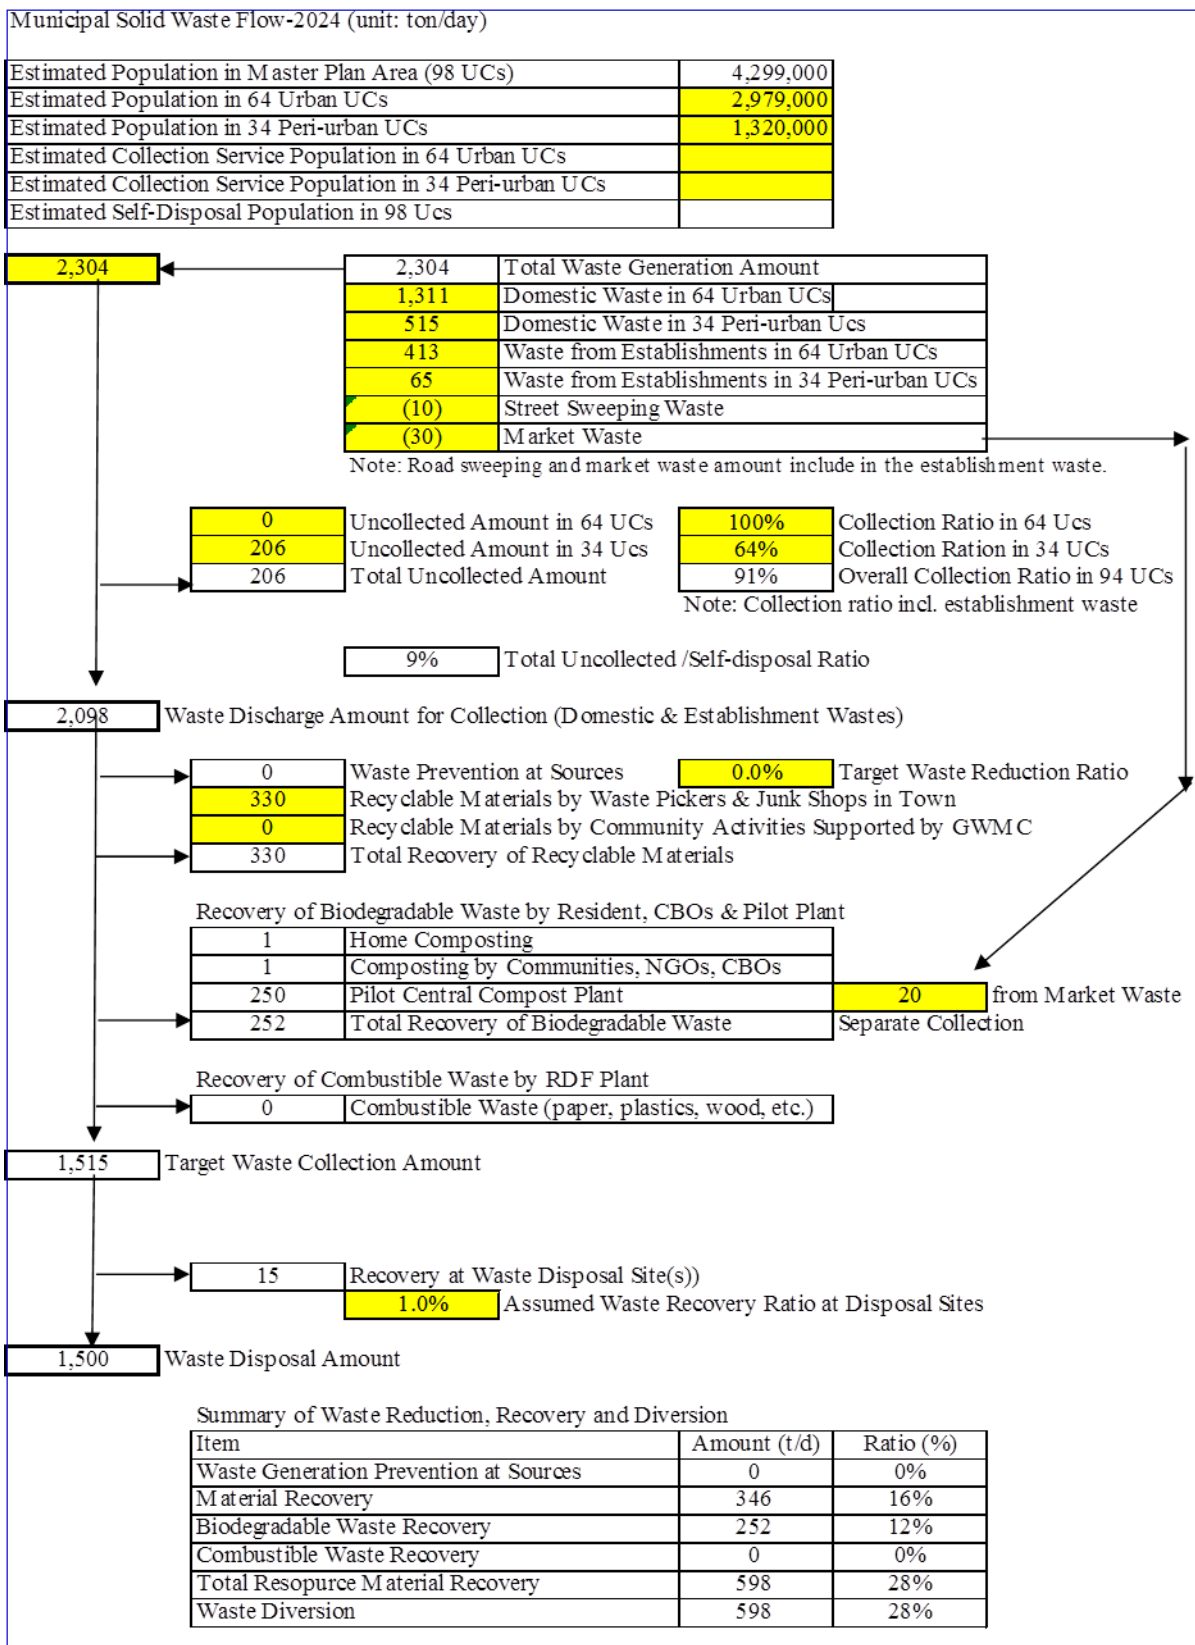 Municipal Solid Waste Flow-2024 (unit: ton/day)
Estimated Population in Master Plan Area (98 UCs) 4,299,000
Estimated Population in 64 Urban UCs 2,979,000
Estimated Population in 34 Peri-urban UCs 1,320,000
Estimated Collection Service Population in 64 Urban UCs
Estimated Collection Service Population in 34 Peri-urban UCs
Estimated Self-Disposal Population in 98 Ucs
2,304 2,304 Total Waste Generation Amount
1,311 Domestic Waste in 64 Urban UCs
515 Domestic Waste in 34 Peri-urban Ucs
413 Waste from Establishments in 64 Urban UCs
65 Waste from Establishments in 34 Peri-urban UCs
(10) Street Sweeping Waste
(30) Market Waste
Note: Road sweeping and market waste amount include in the establishment waste.
0 Uncollected Amount in 64 UCs 100% Collection Ratio in 64 Ucs
206 Uncollected Amount in 34 Ucs 64% Collection Ration in 34 UCs
206 Total Uncollected Amount 91% Overall Collection Ratio in 94 UCs
Note: Collection ratio incl. establishment waste
9% Total Uncollected /Self-disposal Ratio
2,098 Waste Discharge Amount for Collection (Domestic & Establishment Wastes)
0 Waste Prevention at Sources 0.0% Target Waste Reduction Ratio
330 Recyclable Materials by Waste Pickers & Junk Shops in Town
0 Recyclable Materials by Community Activities Supported by GWMC
330 Total Recovery of Recyclable Materials
Recovery of Biodegradable Waste by Resident, CBOs & Pilot Plant
1 Home Composting
1 Composting by Communities, NGOs, CBOs
250 Pilot Central Compost Plant 20 from Market Waste
252 Total Recovery of Biodegradable Waste Separate Collection
Recovery of Combustible Waste by RDF Plant
0 Combustible Waste (paper, plastics, wood, etc.)
1,515 Target Waste Collection Amount
15 Recovery at Waste Disposal Site(s))
1.0% Assumed Waste Recovery Ratio at Disposal Sites
1,500 Waste Disposal Amount
Summary of Waste Reduction, Recovery and Diversion
Item Amount (t/d) Ratio (%)
Waste Generation Prevention at Sources 0 0%
Material Recovery 346 16%
Biodegradable Waste Recovery 252 12%
Combustible Waste Recovery 0 0%
Total Resopurce Material Recovery 598 28%
Waste Diversion 598 28%